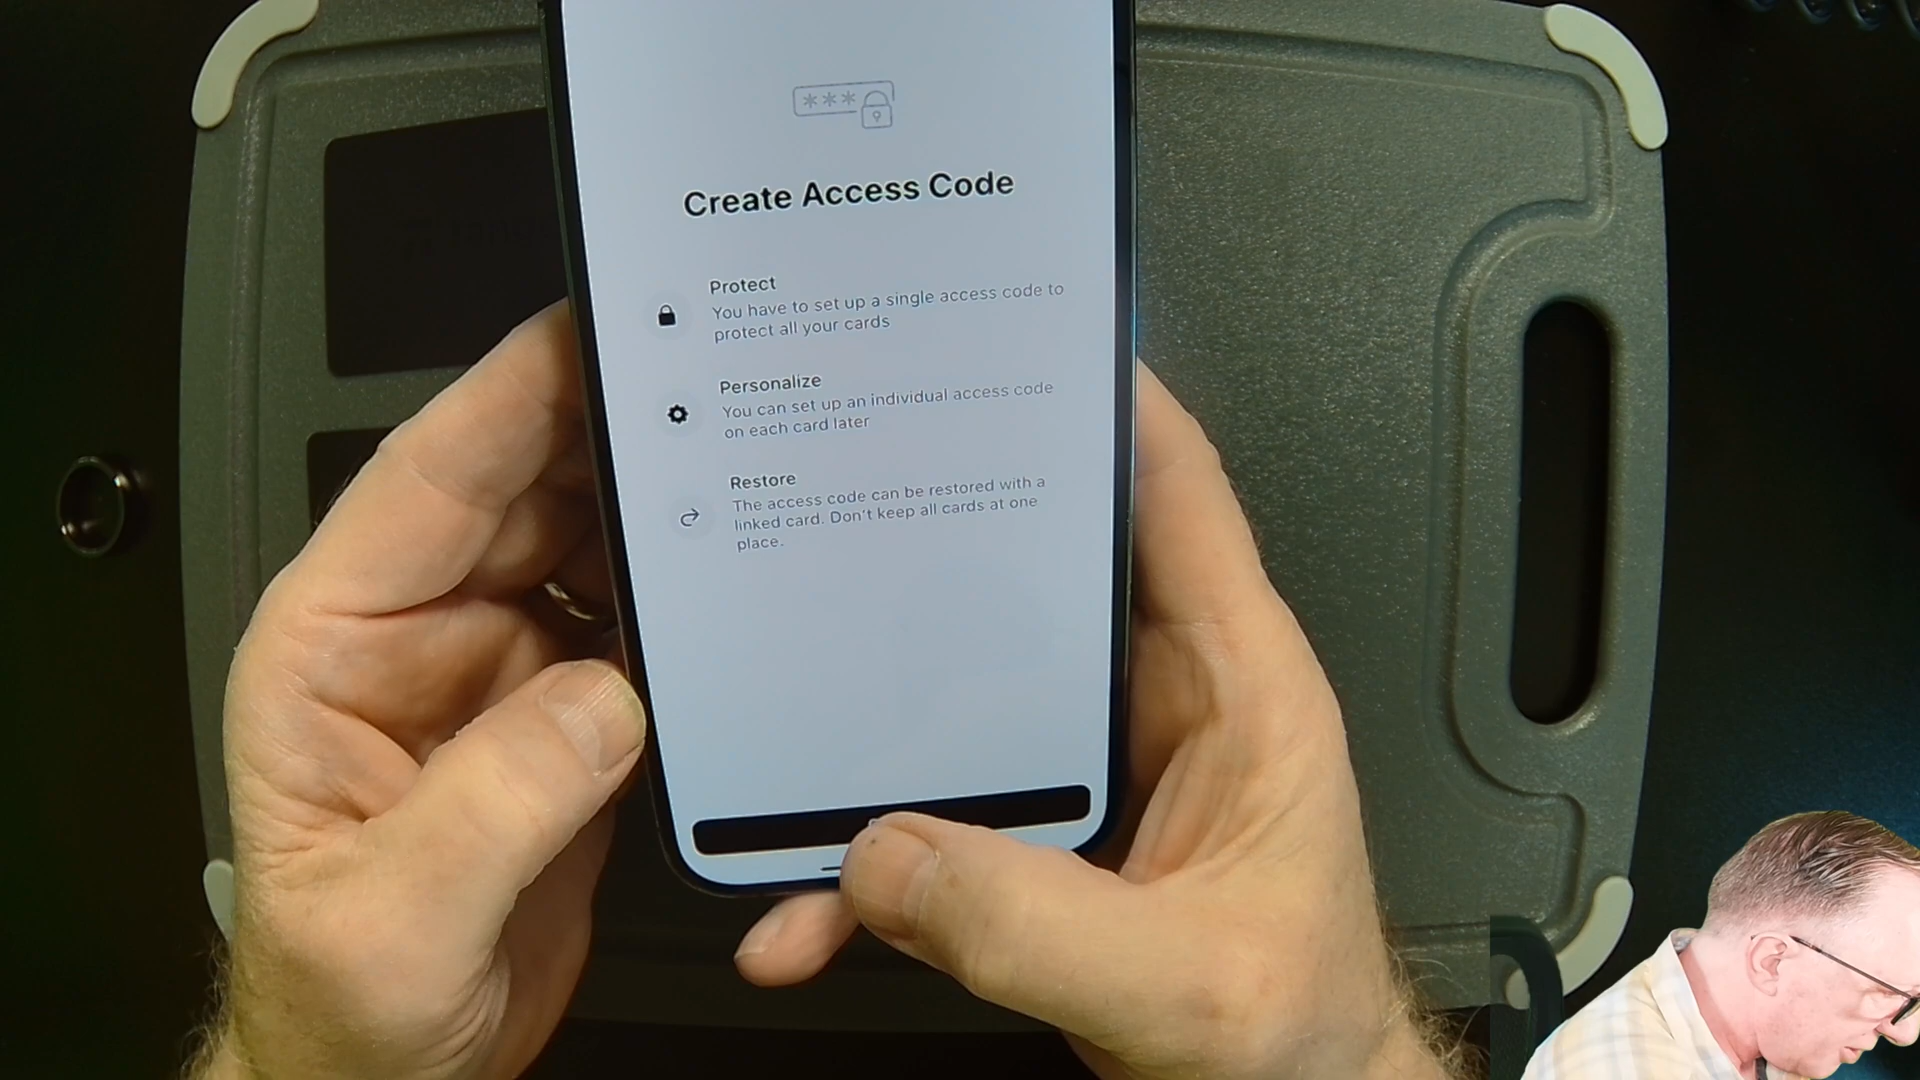 ***
Create Access Code
Protect
You have to set up a single access code to
protect all your cards
Personalize
You can set up an individual access code
on each card later
Restore
The access code can be restored with a
linked card. Don't keep all cards at one
place.